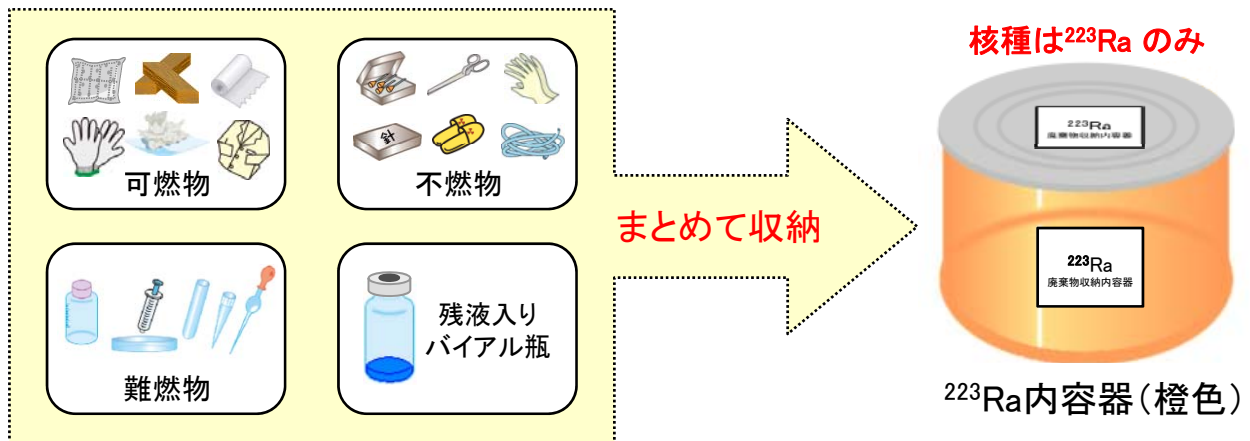 可燃物
針
不燃物
難燃物
残液入り
バイアル瓶
まとめて収納
核種は²²³Ra のみ
²²³Ra
廃棄物収納内容器
²²³Ra
廃棄物収納内容器
²²³Ra内容器(橙色)